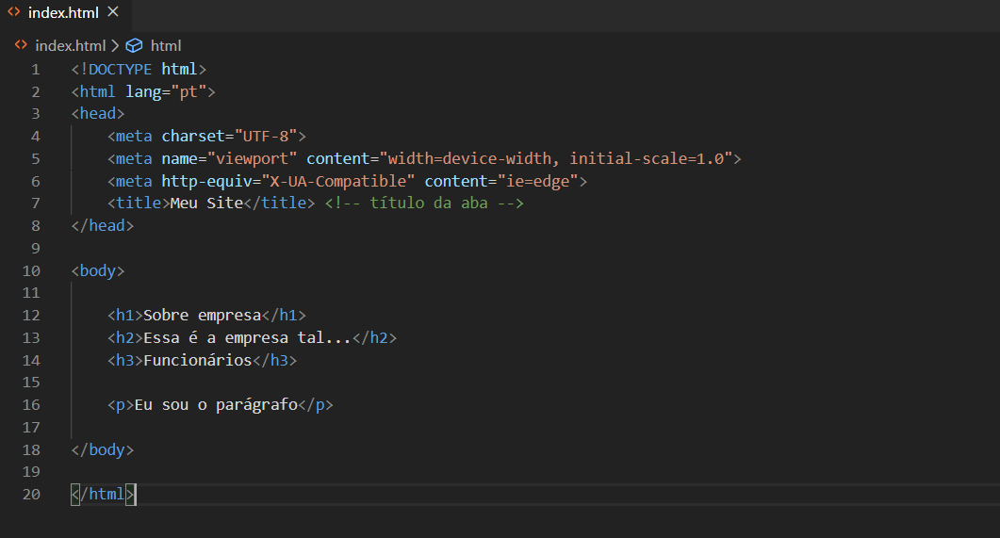 index.html ×
index.html > html
1 <!DOCTYPE html>
2 <html lang="pt">
3 <head>
4     <meta charset="UTF-8">
5     <meta name="viewport" content="width=device-width, initial-scale=1.0">
6     <meta http-equiv="X-UA-Compatible" content="ie=edge">
7     <title>Meu Site</title> <!-- título da aba -->
8 </head>
9
10 <body>
11
12     <h1>Sobre empresa</h1>
13     <h2>Essa é a empresa tal...</h2>
14     <h3>Funcionários</h3>
15
16     <p>Eu sou o parágrafo</p>
17
18 </body>
19
20 </html>